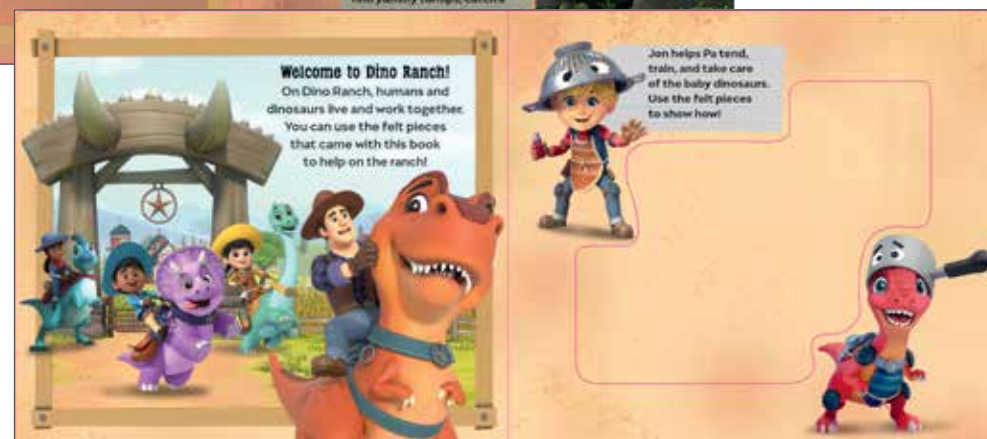 Welcome to Dino Ranch!
On Dino Ranch, humans and
dinosaurs live and work together.
You can use the felt pieces
that came with this book
to help on the ranch!
Jon helps Pa tend,
train, and take care
of the baby dinosaurs.
Use the felt pieces
to show how!